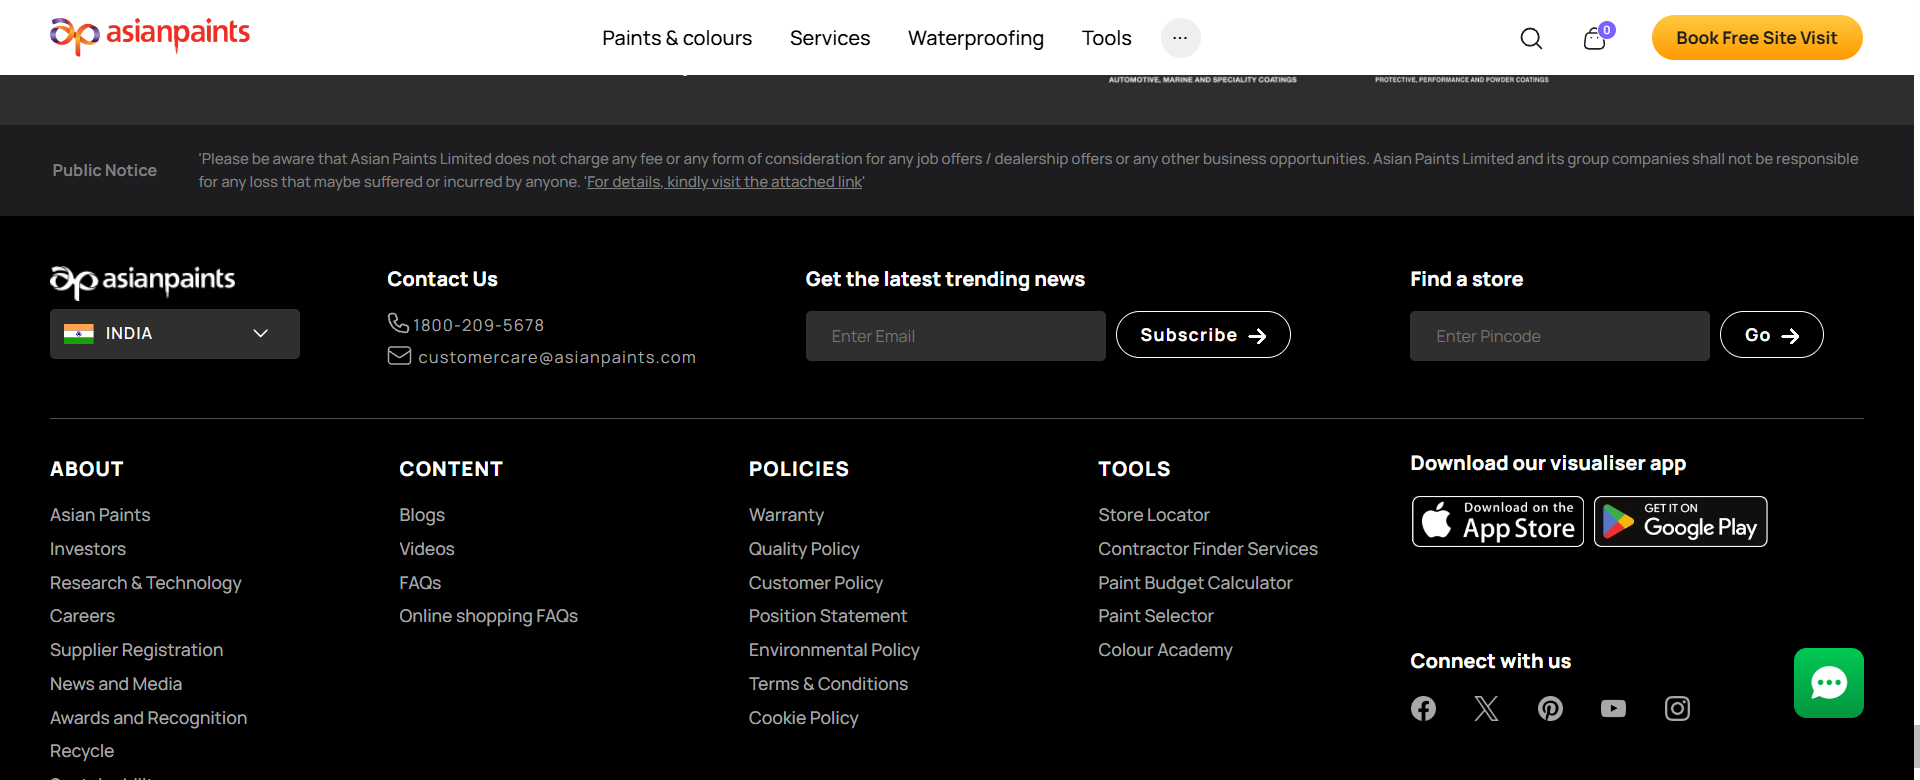 asianpaints
Paints & colours
Services
Waterproofing
Tools
0
Book Free Site Visit
AUTOMOTIVE, MARINE AND SPECIALITY COATINGS
PROTECTIVE, PERFORMANCE AND POWDER COATINGS
Public Notice
'Please be aware that Asian Paints Limited does not charge any fee or any form of consideration for any job offers / dealership offers or any other business opportunities. Asian Paints Limited and its group companies shall not be responsible
for any loss that maybe suffered or incurred by anyone. 'For details, kindly visit the attached link'
asianpaints
INDIA
Contact Us
1800-209-5678
customercare@asianpaints.com
Get the latest trending news
Enter Email
Subscribe
Find a store
Enter Pincode
Go
ABOUT
Asian Paints
Investors
Research & Technology
Careers
Supplier Registration
News and Media
Awards and Recognition
Recycle
CONTENT
Blogs
Videos
FAQs
Online shopping FAQs
POLICIES
Warranty
Quality Policy
Customer Policy
Position Statement
Environmental Policy
Terms & Conditions
Cookie Policy
TOOLS
Store Locator
Contractor Finder Services
Paint Budget Calculator
Paint Selector
Colour Academy
Download our visualiser app
Download on the
App Store
GET IT ON
Google Play
Connect with us